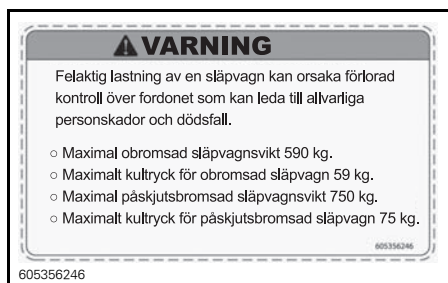 VARNING
Felaktig lastning av en släpvagn kan orsaka förlorad
kontroll över fordonet som kan leda till allvarliga
personskador och dödsfall.
○ Maximal obromsad släpvagnsvikt 590 kg.
○ Maximalt kultryck för obromsad släpvagn 59 kg.
○ Maximal påskjutsbromsad släpvagnsvikt 750 kg.
○ Maximalt kultryck för påskjutsbromsad släpvagn 75 kg.
605356246
605356246